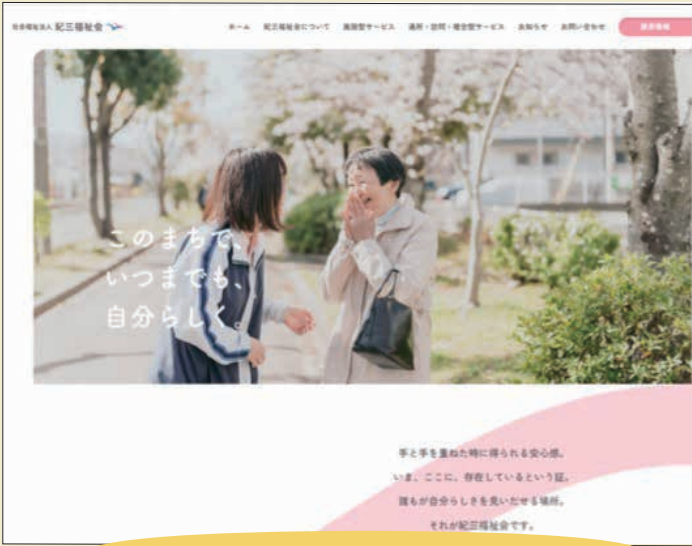 社会福祉法人 紀三福祉会
ホーム 紀三福祉会について 施設型サービス 通所・訪問・複合型サービス お知らせ お問い合わせ 採用情報
このまちで、
いつまでも、
自分らしく。
手と手を重ねた時に得られる安心感。
いま、ここに、存在しているという証。
誰もが自分らしさを見いだせる場所。
それが紀三福祉会です。